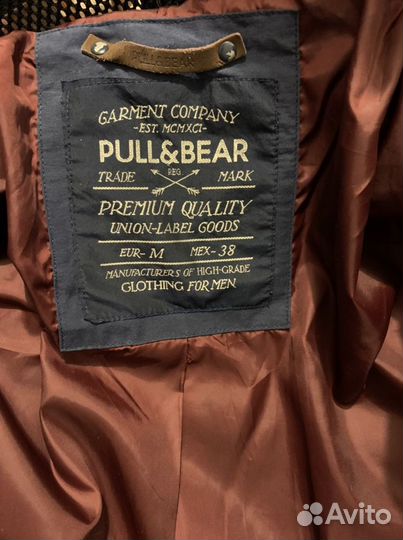 PULL&BEAR
GARMENT COMPANY
-EST. MCMXCI-
PULL&BEAR
REG
TRADE MARK
PREMIUM QUALITY
UNION-LABEL GOODS
EUR- M MEX- 38
MANUFACTURERS OF HIGH-GRADE
CLOTHING FOR MEN
Avito